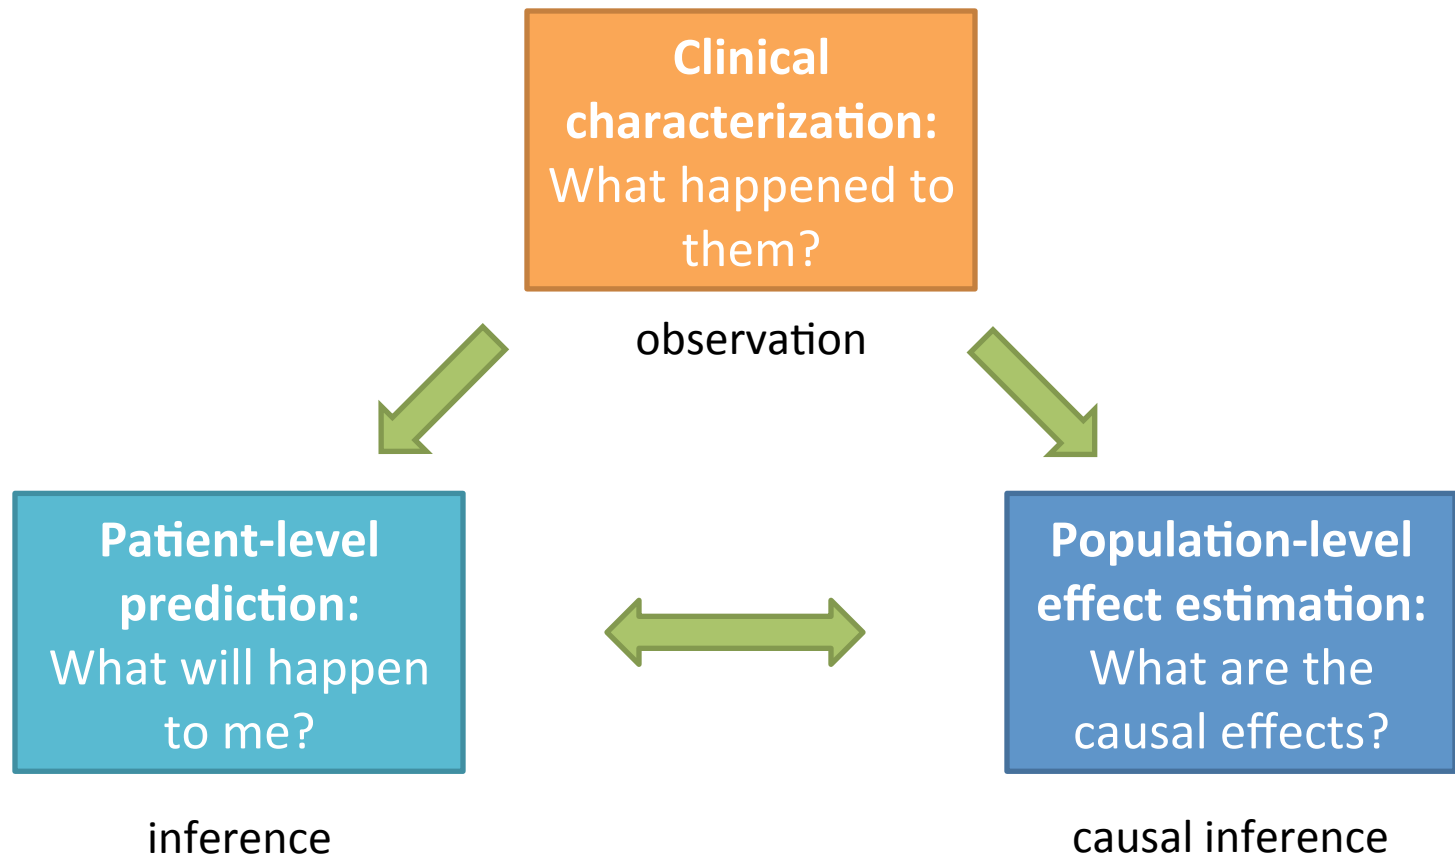 Clinical
characterization:
What happened to
them?
observation
Patient-level
prediction:
What will happen
to me?
inference
Population-level
effect estimation:
What are the
causal effects?
causal inference